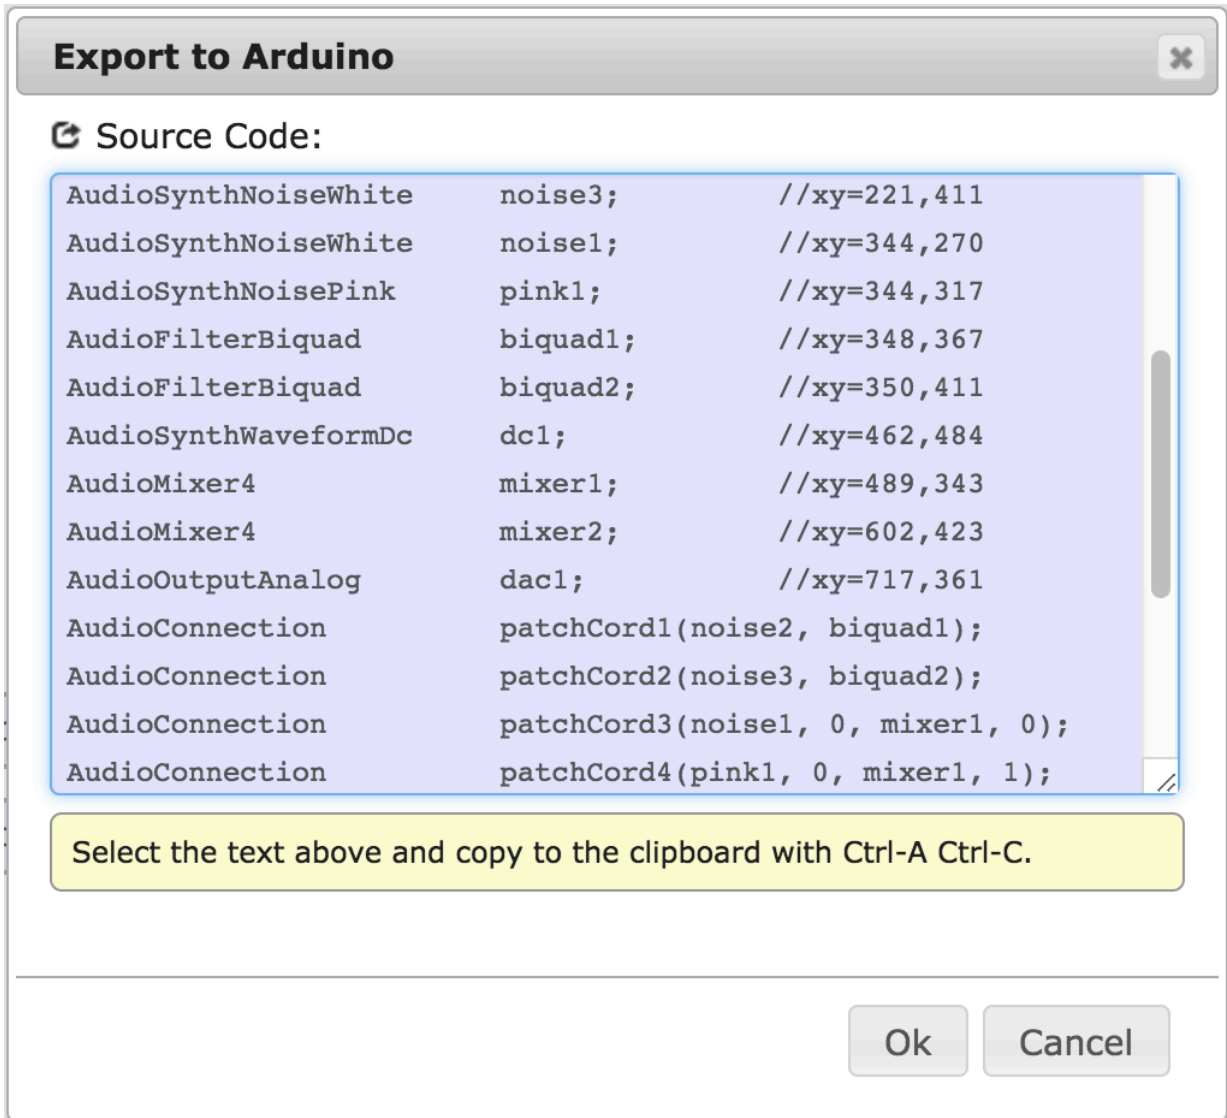 Export to Arduino
Source Code:
AudioSynthNoiseWhite noise3; //xy=221,411
AudioSynthNoiseWhite noise1; //xy=344,270
AudioSynthNoisePink pink1; //xy=344,317
AudioFilterBiquad biquad1; //xy=348,367
AudioFilterBiquad biquad2; //xy=350,411
AudioSynthWaveformDc dc1; //xy=462,484
AudioMixer4 mixer1; //xy=489,343
AudioMixer4 mixer2; //xy=602,423
AudioOutputAnalog dac1; //xy=717,361
AudioConnection patchCord1(noise2, biquad1);
AudioConnection patchCord2(noise3, biquad2);
AudioConnection patchCord3(noise1, 0, mixer1, 0);
AudioConnection patchCord4(pink1, 0, mixer1, 1);
Select the text above and copy to the clipboard with Ctrl-A Ctrl-C.
Ok Cancel